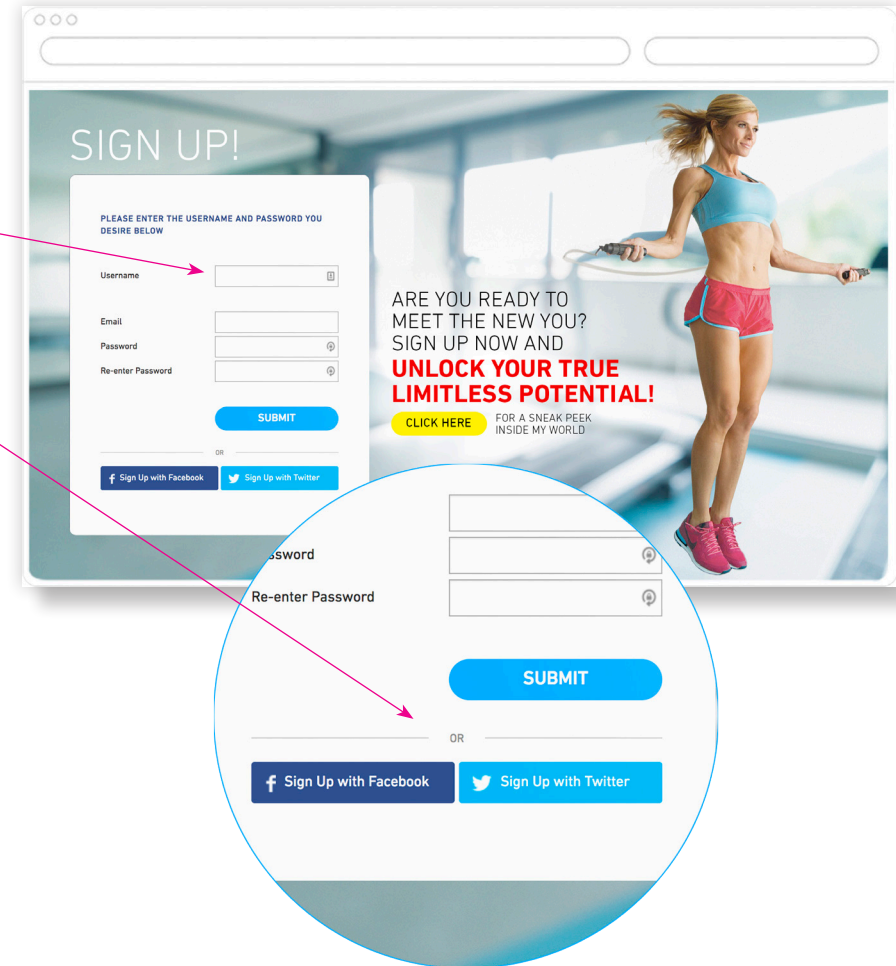 SIGN UP!
PLEASE ENTER THE USERNAME AND PASSWORD YOU
DESIRE BELOW
Username
Email
Password
Re-enter Password
SUBMIT
OR
Sign Up with Facebook
Sign Up with Twitter
ARE YOU READY TO
MEET THE NEW YOU?
SIGN UP NOW AND
UNLOCK YOUR TRUE
LIMITLESS POTENTIAL!
CLICK HERE
FOR A SNEAK PEEK
INSIDE MY WORLD
ssword
Re-enter Password
SUBMIT
OR
Sign Up with Facebook
Sign Up with Twitter